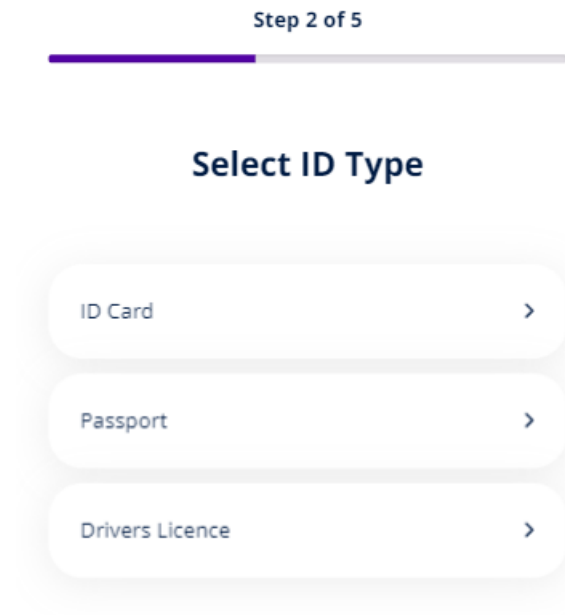 Step 2 of 5
Select ID Type
ID Card
Passport
Drivers Licence